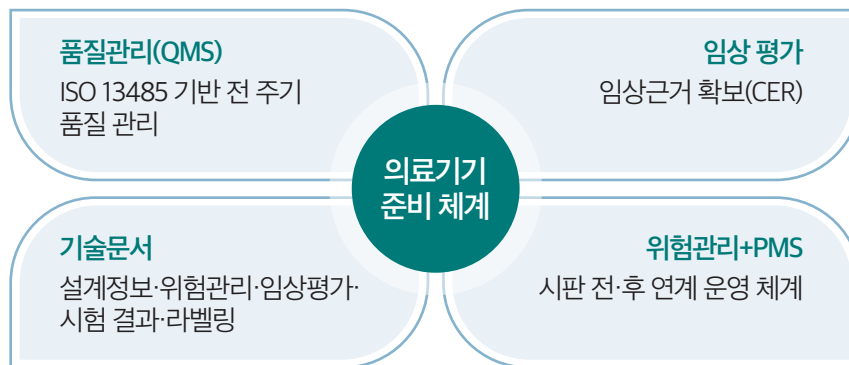 품질관리(QMS)
ISO 13485 기반 전 주기
품질 관리
임상 평가
임상근거 확보(CER)
의료기기
준비 체계
기술문서
설계정보·위험관리·임상평가·
시험 결과·라벨링
위험관리+PMS
시판 전·후 연계 운영 체계